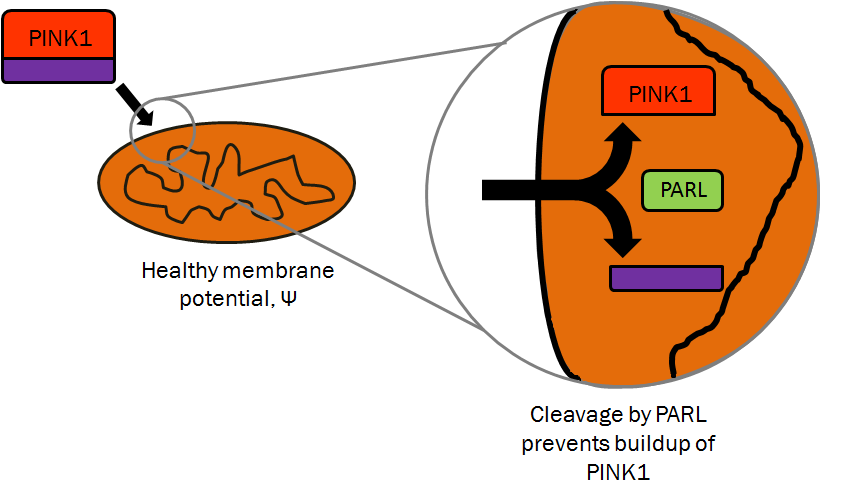 PINK1
Healthy membrane
potential, Ψ
PINK1
PARL
Cleavage by PARL
prevents buildup of
PINK1